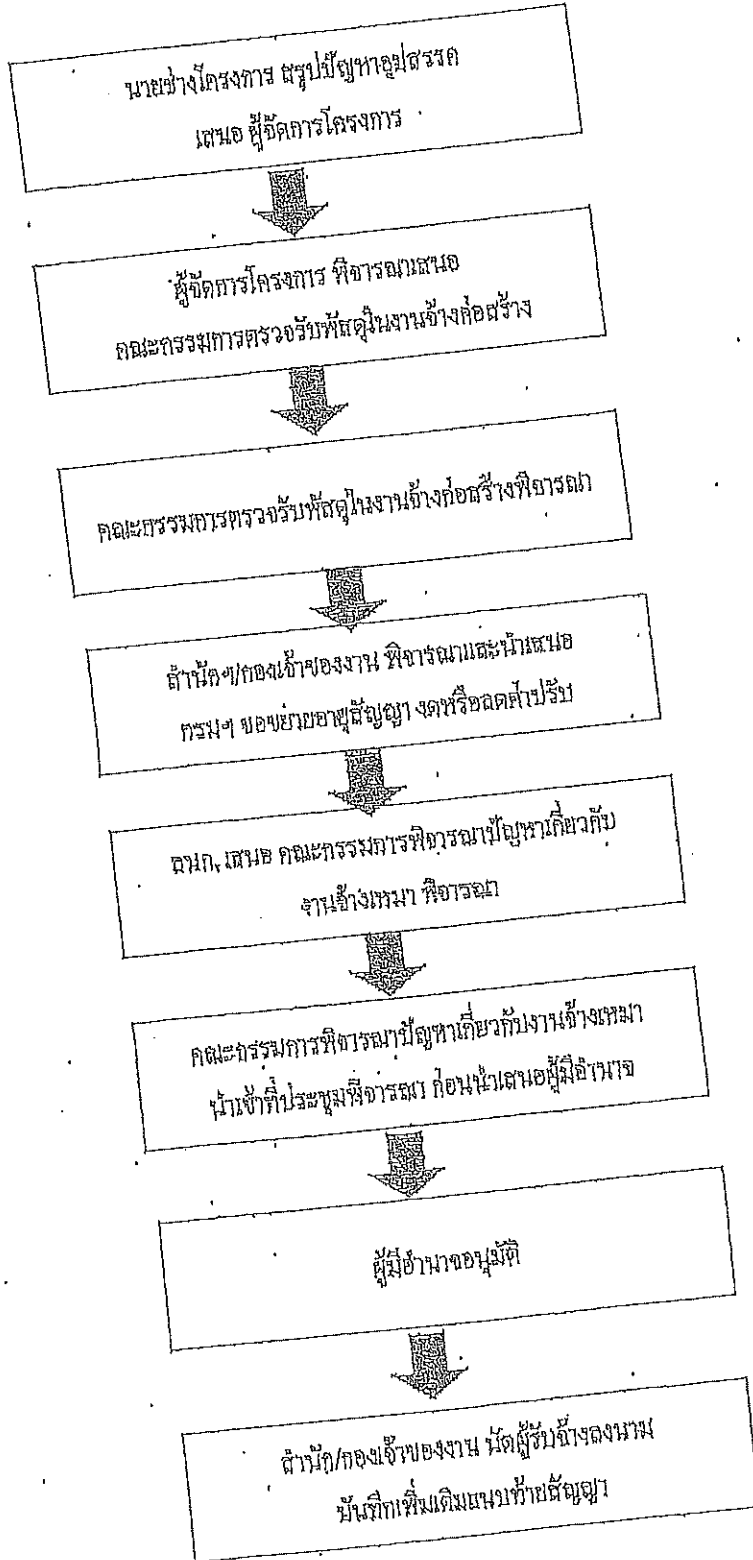 นายช่างโครงการ สรุปปัญหาอุปสรรค
เสนอ ผู้จัดการโครงการ
ผู้จัดการโครงการ พิจารณาเสนอ
คณะกรรมการตรวจรับพัสดุในงานจ้างก่อสร้าง
คณะกรรมการตรวจรับพัสดุในงานจ้างก่อสร้างพิจารณา
สำนักฯ/กองเจ้าของงาน พิจารณาและนำเสนอ
กรมฯ ขอขยายอายุสัญญา งดหรือลดค่าปรับ
เสนอ คณะกรรมการพิจารณาปัญหาเกี่ยวกับ
งานจ้างเหมา พิจารณา
คณะกรรมการพิจารณาปัญหาเกี่ยวกับงานจ้างเหมา
นำเข้าที่ประชุมพิจารณา ก่อนนำเสนอผู้มีอำนาจ
ผู้มีอำนาจอนุมัติ
สำนัก/กองเจ้าของงาน นัดผู้รับจ้างลงนาม
บันทึกเพิ่มเติมแนบท้ายสัญญา